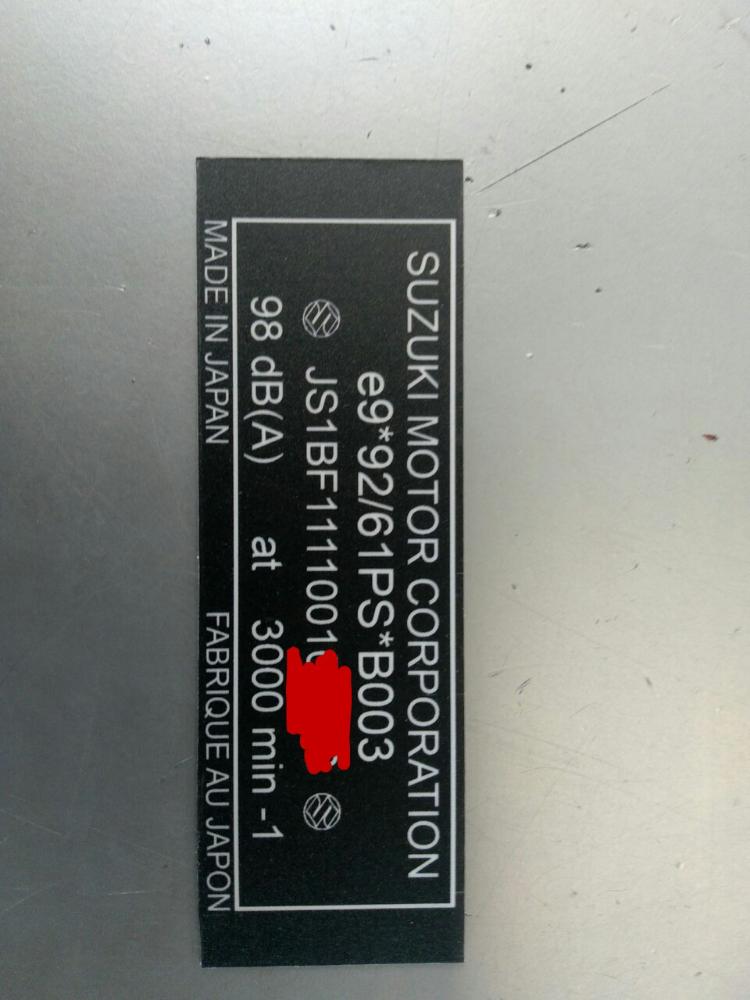 SUZUKI MOTOR CORPORATION
e9*92/61PS*B003
JS1BF1111001
98 dB(A) at 3000 min -1
MADE IN JAPAN FABRIQUE AU JAPON